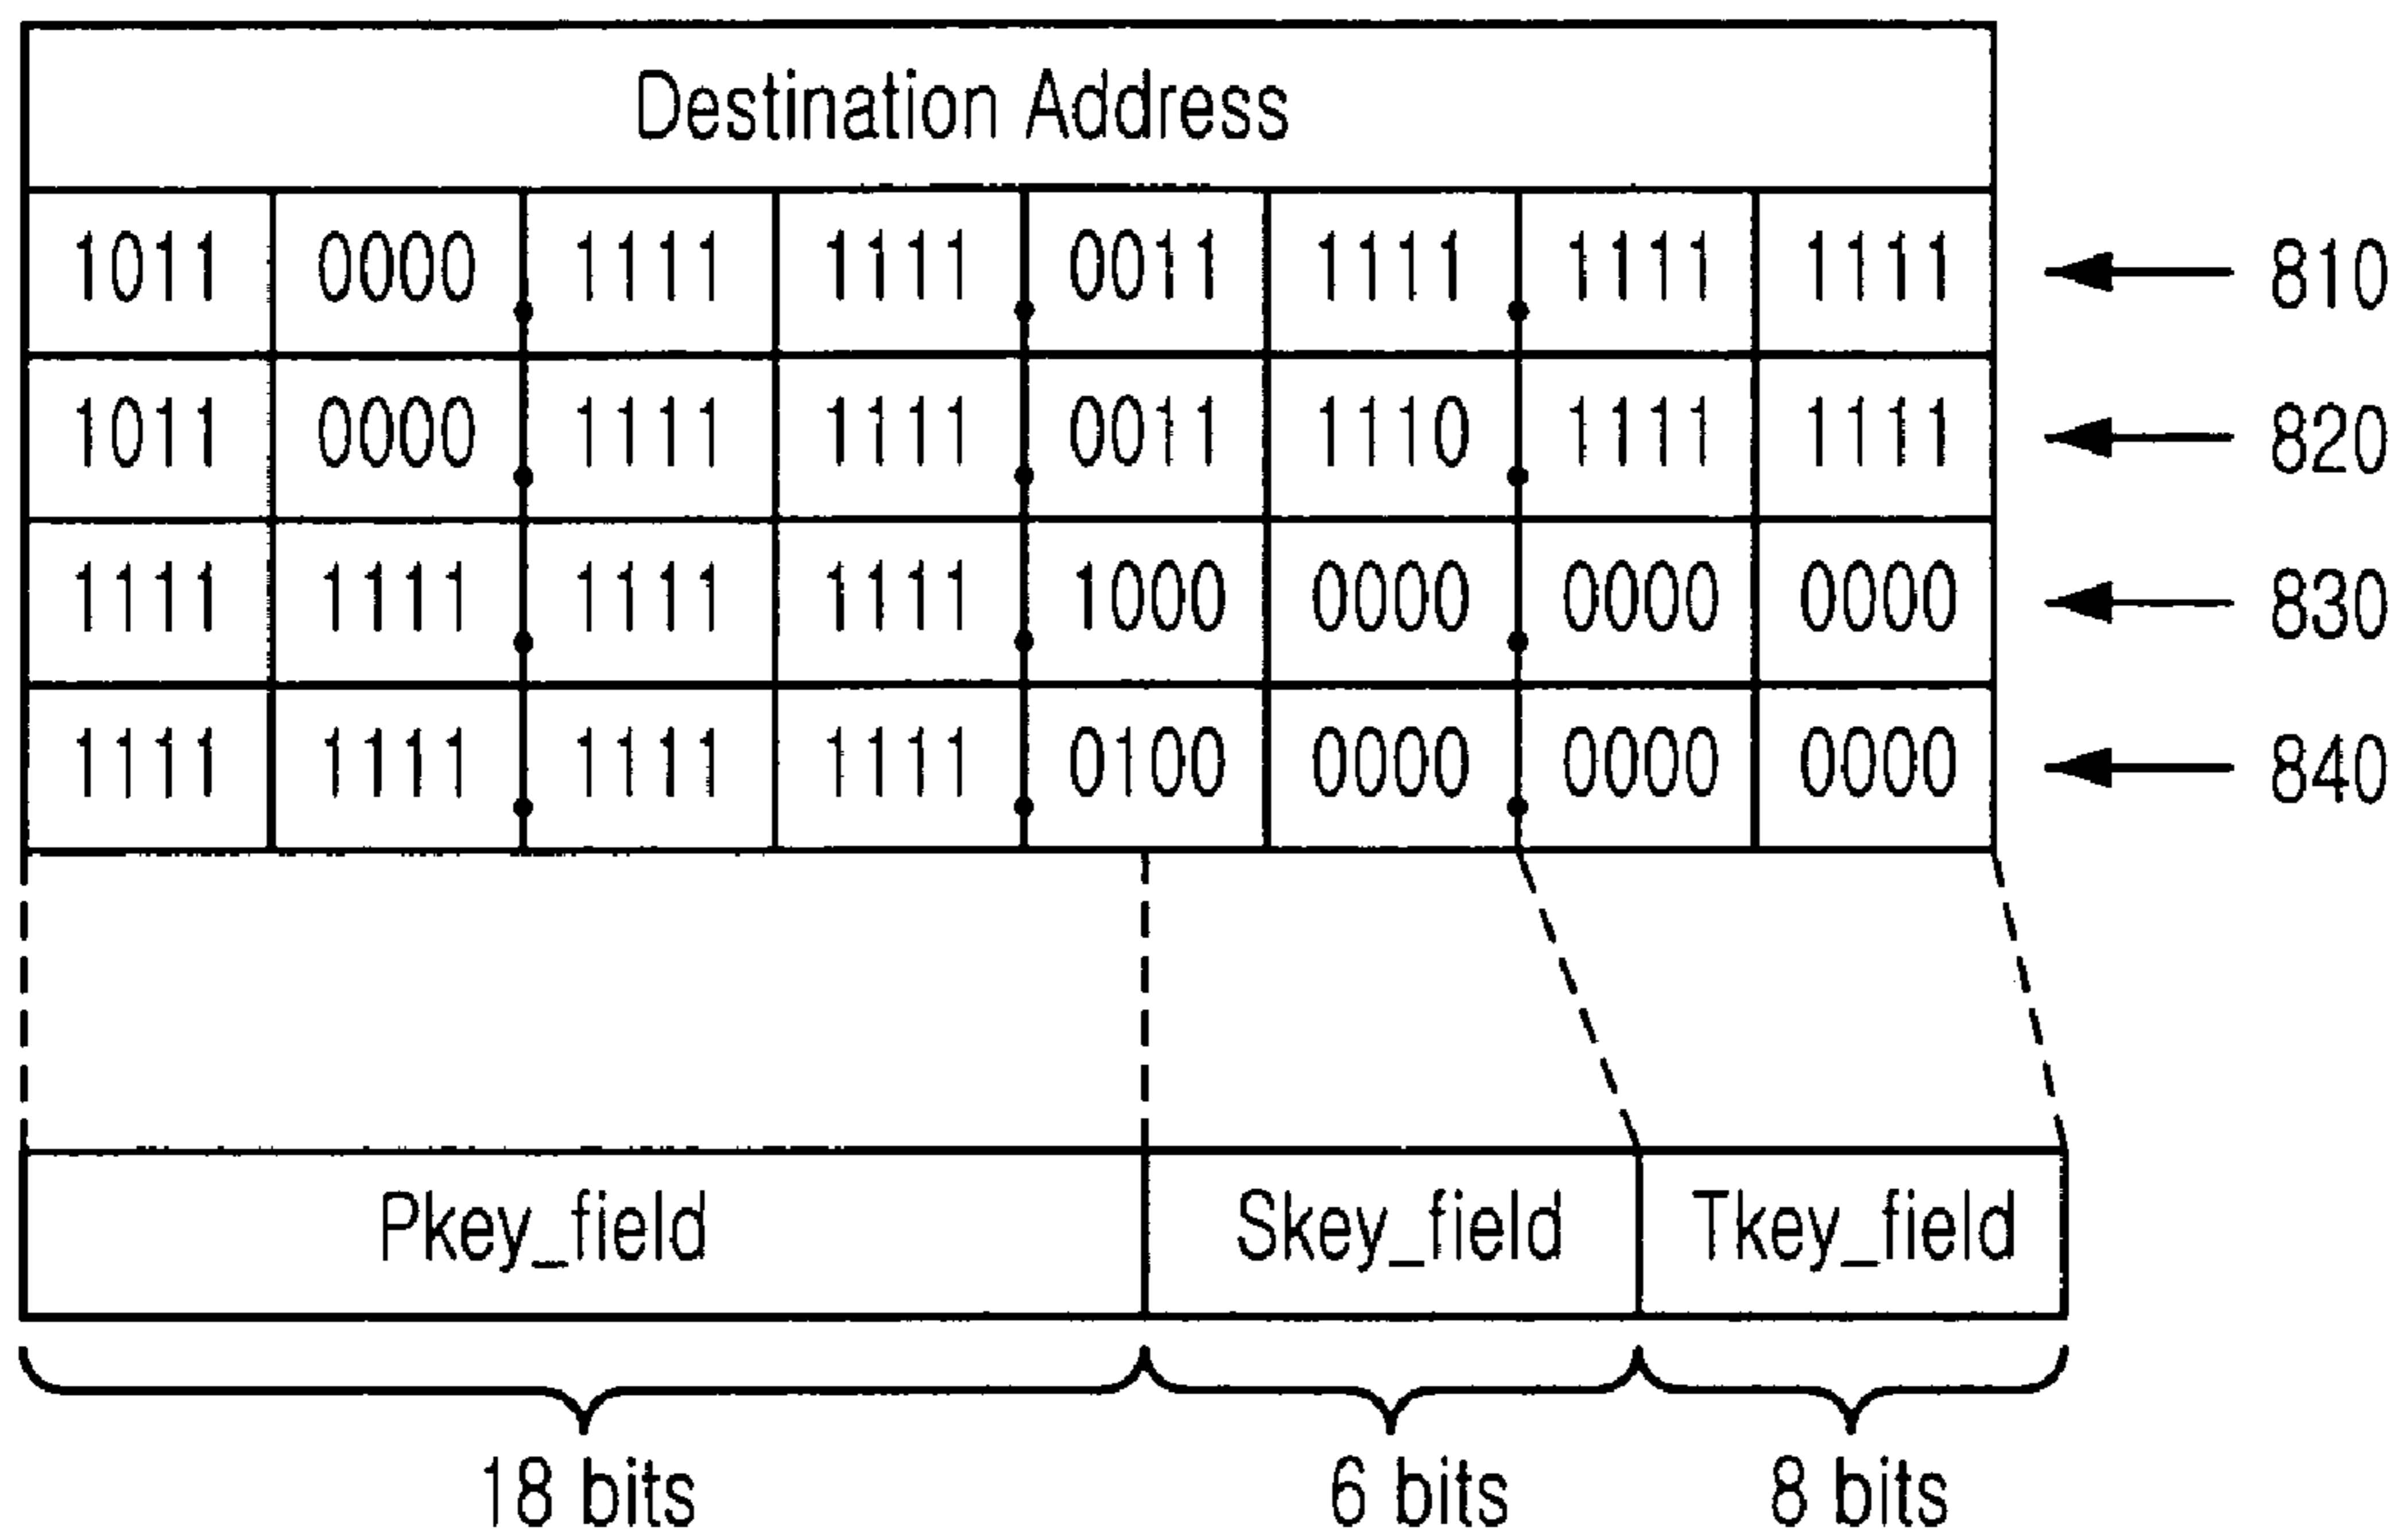 Destination Address
1011 0000 . 1111 1111 . 0011 1111 . 1111 1111 810
1011 0000 . 1111 1111 . 0011 1110 . 1111 1111 820
1111 1111 . 1111 1111 . 1000 0000 . 0000 0000 830
1111 1111 . 1111 1111 . 0100 0000 . 0000 0000 840
Pkey_field Skey_field Tkey_field
18 bits 6 bits 8 bits